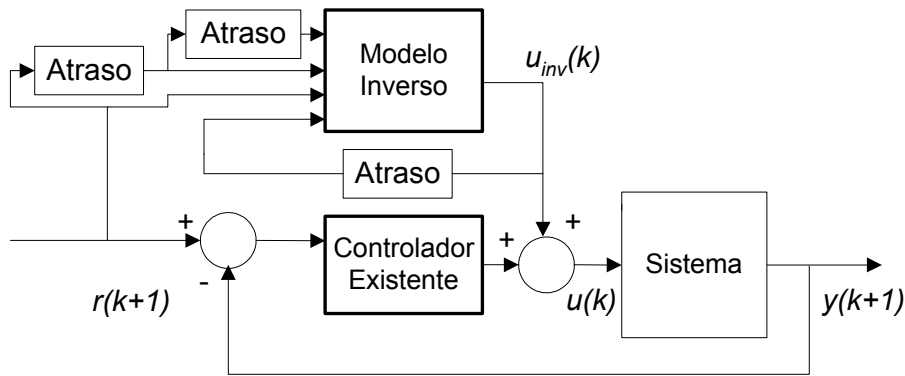 Atraso
Atraso
Modelo
Inverso
u_inv(k)
Atraso
+
-
r(k+1)
Controlador
Existente
+
+
u(k)
Sistema
y(k+1)